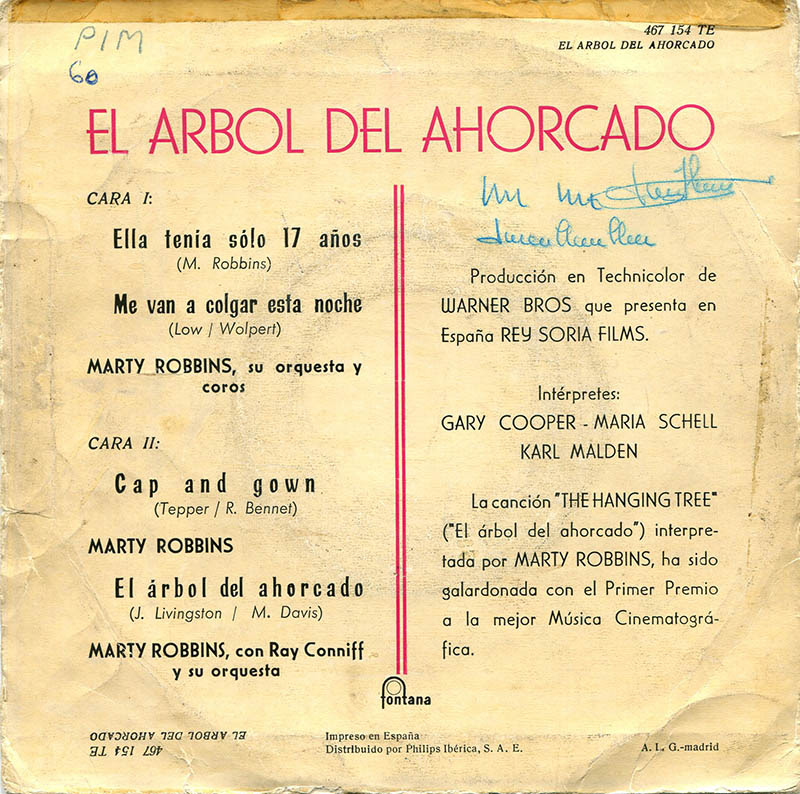 PIM
60
467 154 TE
EL ARBOL DEL AHORCADO
EL ARBOL DEL AHORCADO
CARA I:
Ella tenía sólo 17 años
(M. Robbins)
Me van a colgar esta noche
(Low / Wolpert)
MARTY ROBBINS, su orquesta y
coros
CARA II:
Cap and gown
(Tepper / R. Bennet)
MARTY ROBBINS
El árbol del ahorcado
(J. Livingston / M. Davis)
MARTY ROBBINS, con Ray Conniff
y su orquesta
Producción en Technicolor de
WARNER BROS que presenta en
España REY SORIA FILMS.
Intérpretes:
GARY COOPER - MARIA SCHELL
KARL MALDEN
La canción "THE HANGING TREE"
("El árbol del ahorcado") interpre-
tada por MARTY ROBBINS, ha sido
galardonada con el Primer Premio
a la mejor Música Cinematográ-
fica.
fontana
EL ARBOL DEL AHORCADO
467 154 TE
Impreso en España
Distribuido por Philips Ibérica, S. A. E.
A. L. G.-madrid